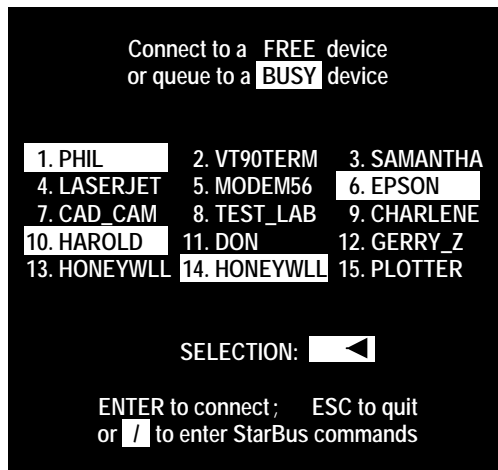 Connect to a FREE device
or queue to a BUSY device
1. PHIL 2. VT90TERM 3. SAMANTHA
4. LASERJET 5. MODEM56 6. EPSON
7. CAD_CAM 8. TEST_LAB 9. CHARLENE
10. HAROLD 11. DON 12. GERRY_Z
13. HONEYWLL 14. HONEYWLL 15. PLOTTER
SELECTION:
ENTER to connect; ESC to quit
or / to enter StarBus commands